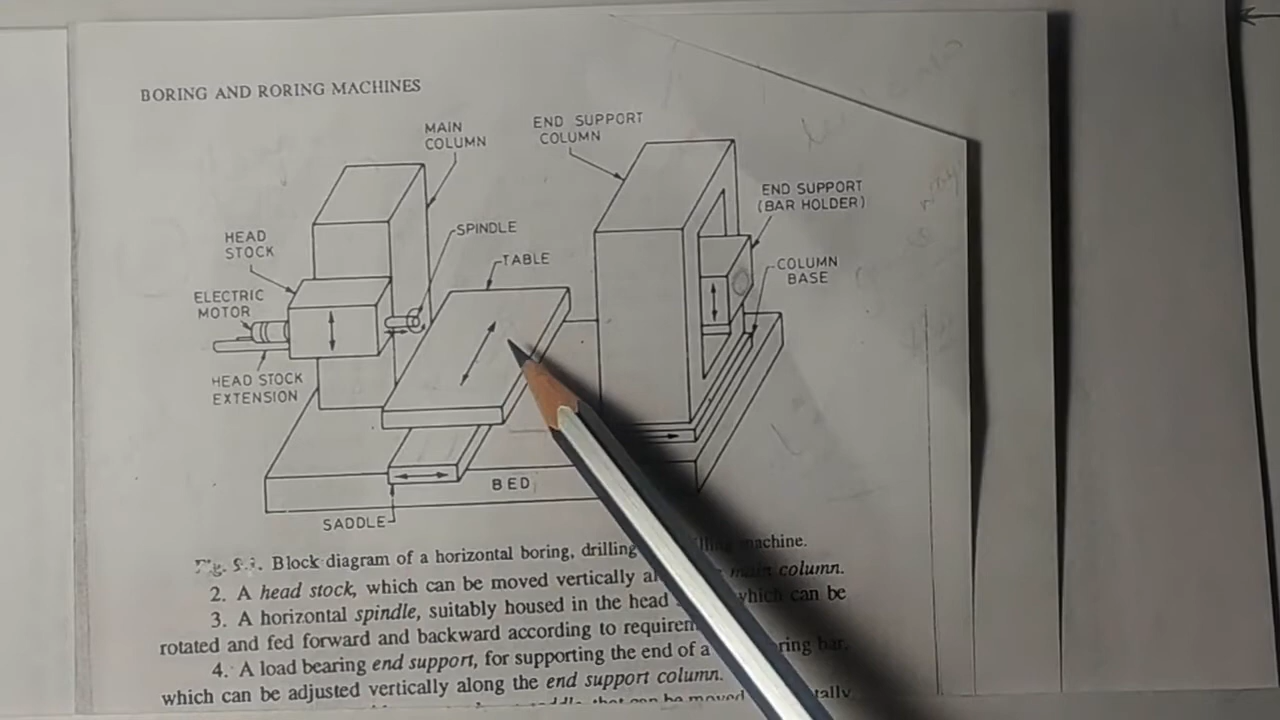 BORING AND RORING MACHINES
MAIN
COLUMN
END SUPPORT
COLUMN
END SUPPORT
(BAR HOLDER)
HEAD
STOCK
SPINDLE
TABLE
COLUMN
BASE
ELECTRIC
MOTOR
HEAD STOCK
EXTENSION
BED
SADDLE
Block diagram of a horizontal boring, drilling machine.
2. A head stock, which can be moved vertically main column.
3. A horizontal spindle, suitably housed in the head which can be
rotated and fed forward and backward according to
4. A load bearing end support, for supporting the end of a bar,
which can be adjusted vertically along the end support column.